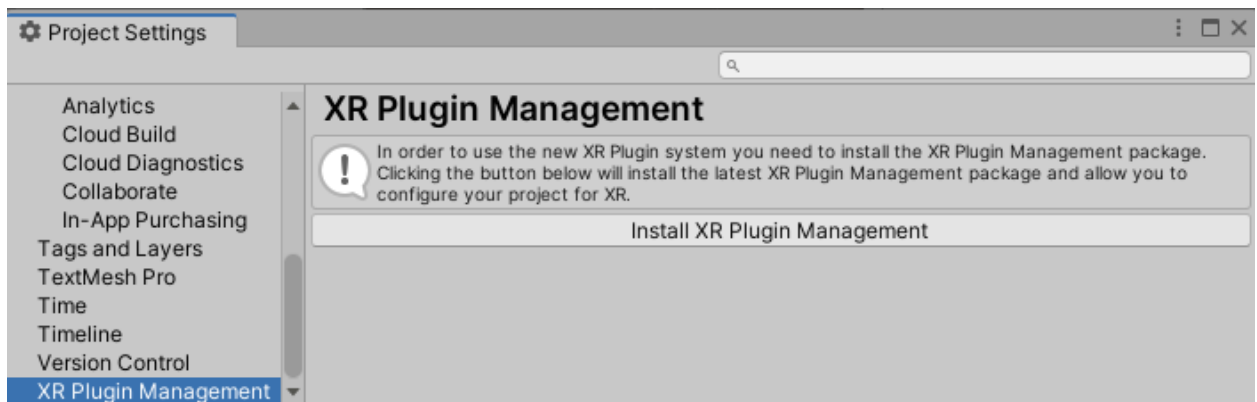 Project Settings
Analytics
Cloud Build
Cloud Diagnostics
Collaborate
In-App Purchasing
Tags and Layers
TextMesh Pro
Time
Timeline
Version Control
XR Plugin Management
XR Plugin Management
In order to use the new XR Plugin system you need to install the XR Plugin Management package.
Clicking the button below will install the latest XR Plugin Management package and allow you to
configure your project for XR.
Install XR Plugin Management